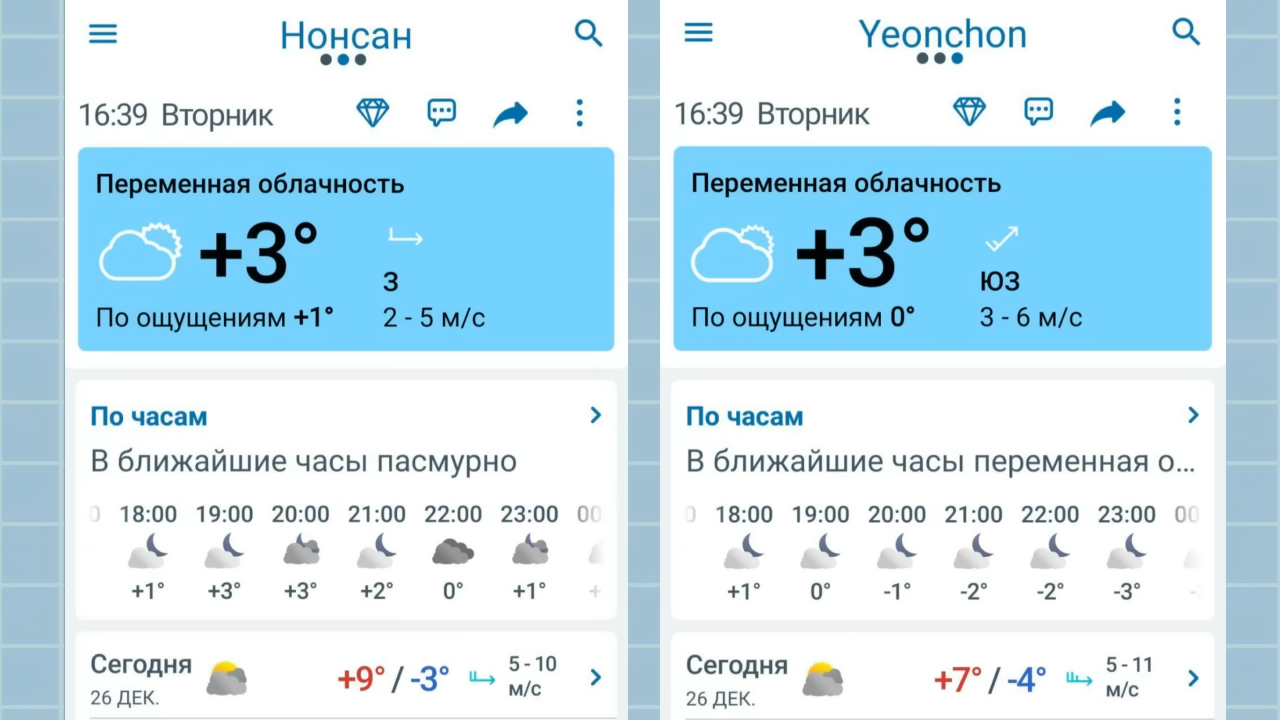 Нонсан
16:39 Вторник
Переменная облачность
+3°
З
По ощущениям +1°
2 - 5 м/с
По часам
В ближайшие часы пасмурно
18:00 19:00 20:00 21:00 22:00 23:00 00
+1° +3° +3° +2° 0° +1° +
Сегодня
26 ДЕК.
+9° / -3°
5 - 10
м/с
Yeonchon
16:39 Вторник
Переменная облачность
+3°
ЮЗ
По ощущениям 0°
3 - 6 м/с
По часам
В ближайшие часы переменная о...
18:00 19:00 20:00 21:00 22:00 23:00 00
+1° 0° -1° -2° -2° -3° -
Сегодня
26 ДЕК.
+7° / -4°
5 - 11
м/с